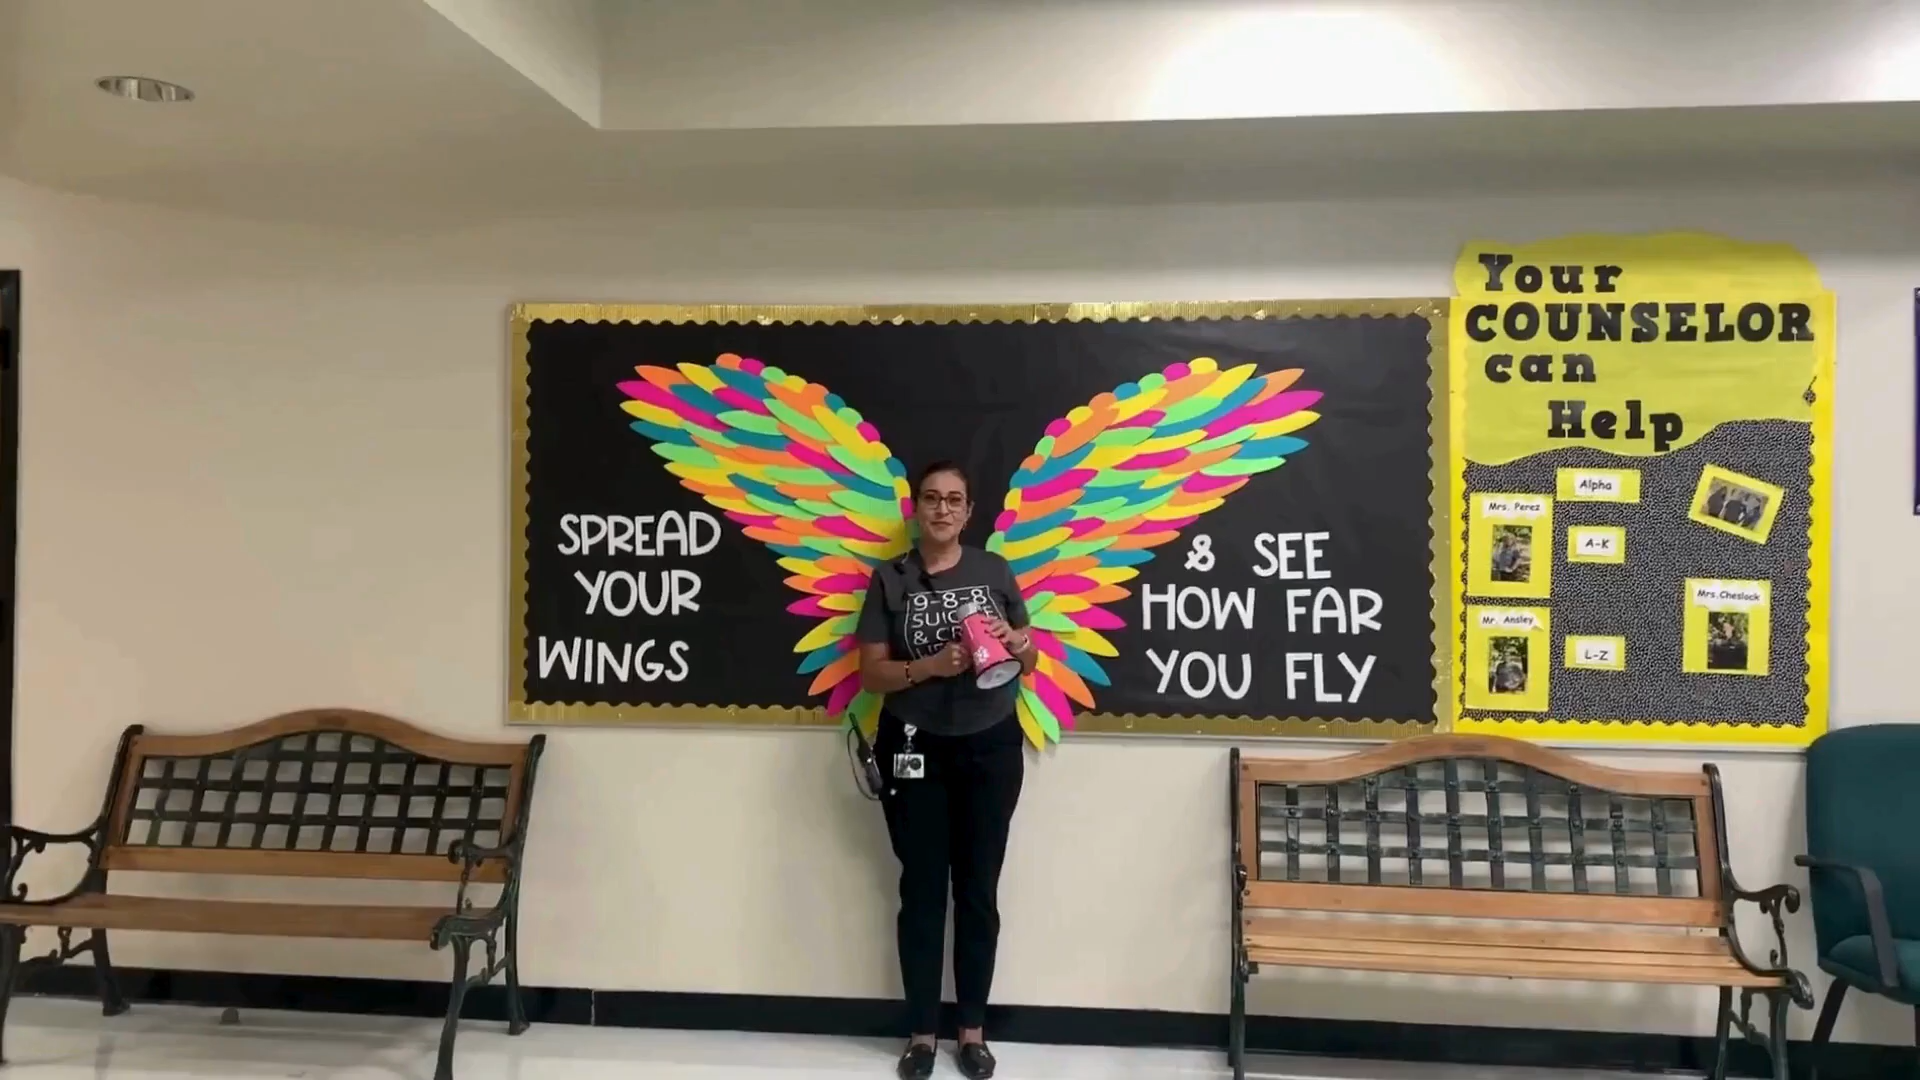 SPREAD
YOUR
WINGS
& SEE
HOW FAR
YOU FLY
9-8-8
& 
Your
COUNSELOR
can
Help
Alpha
Mrs. Perez
A-K
Mrs. Cheslock
Mr. Ansley
L-Z